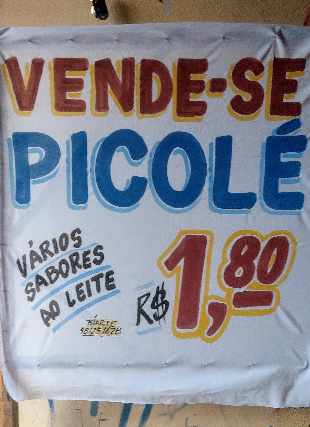 VENDE-SE
PICOLÉ
VÁRIOS
SABORES
AO LEITE
R$ 1,80